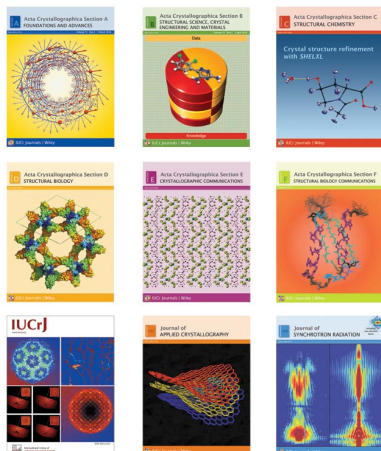 A
Acta Crystallographica Section A
FOUNDATIONS AND ADVANCES
IUCr Journals | Wiley
B
Acta Crystallographica Section B
STRUCTURAL SCIENCE, CRYSTAL
ENGINEERING AND MATERIALS
Data
Knowledge
IUCr Journals | Wiley
C
Acta Crystallographica Section C
STRUCTURAL CHEMISTRY
Crystal structure refinement
with SHELXL
IUCr Journals | Wiley
D
Acta Crystallographica Section D
STRUCTURAL BIOLOGY
IUCr Journals | Wiley
E
Acta Crystallographica Section E
CRYSTALLOGRAPHIC COMMUNICATIONS
IUCr Journals | Wiley
F
Acta Crystallographica Section F
STRUCTURAL BIOLOGY COMMUNICATIONS
IUCr Journals | Wiley
IUCrJ
Journal of
APPLIED CRYSTALLOGRAPHY
Journal of
SYNCHROTRON RADIATION